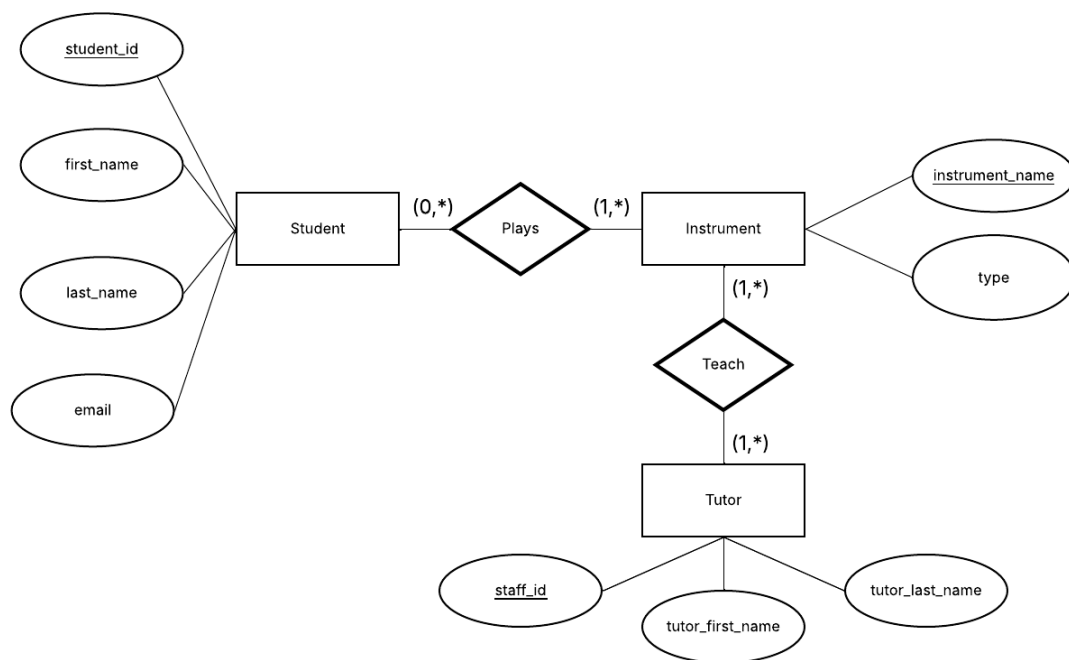 student_id
first_name
last_name
email
Student
(0,*)
Plays
(1,*)
Instrument
instrument_name
type
(1,*)
Teach
(1,*)
Tutor
staff_id
tutor_first_name
tutor_last_name